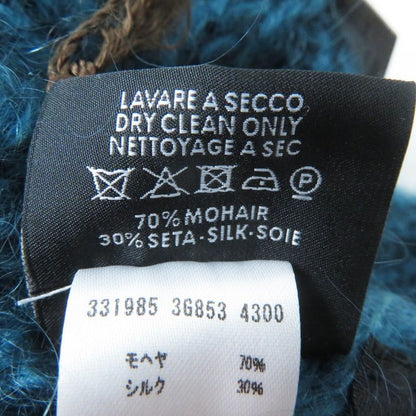 LAVARE A SECCO
DRY CLEAN ONLY
NETTOYAGE A SEC
P
70% MOHAIR
30% SETA-SILK-SOIE
331985 3G853 4300
モヘヤ 70%
シルク 30%